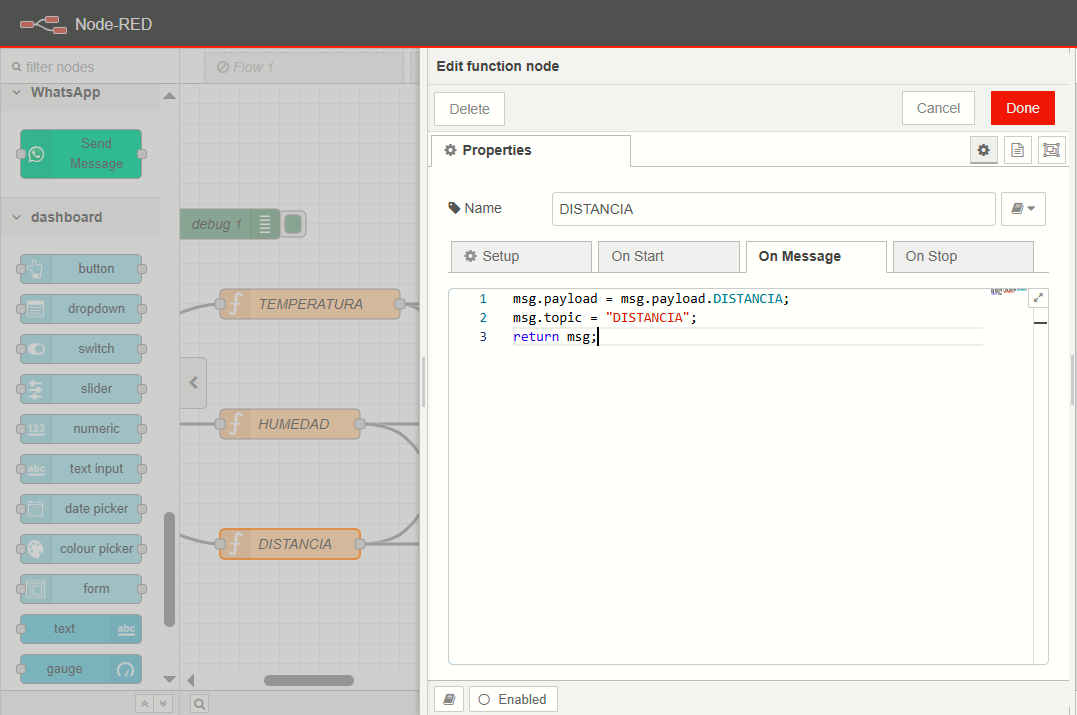 Node-RED
filter nodes
Flow 1
Edit function node
WhatsApp
Delete
Cancel
Done
Send
Message
Properties
dashboard
Name
DISTANCIA
debug 1
Setup
On Start
On Message
On Stop
button
dropdown
switch
slider
123
numeric
abc
text input
date picker
colour picker
form
text
abc
gauge
TEMPERATURA
HUMEDAD
DISTANCIA
1
msg.payload = msg.payload.DISTANCIA;
2
msg.topic = "DISTANCIA";
3
return msg;
Enabled